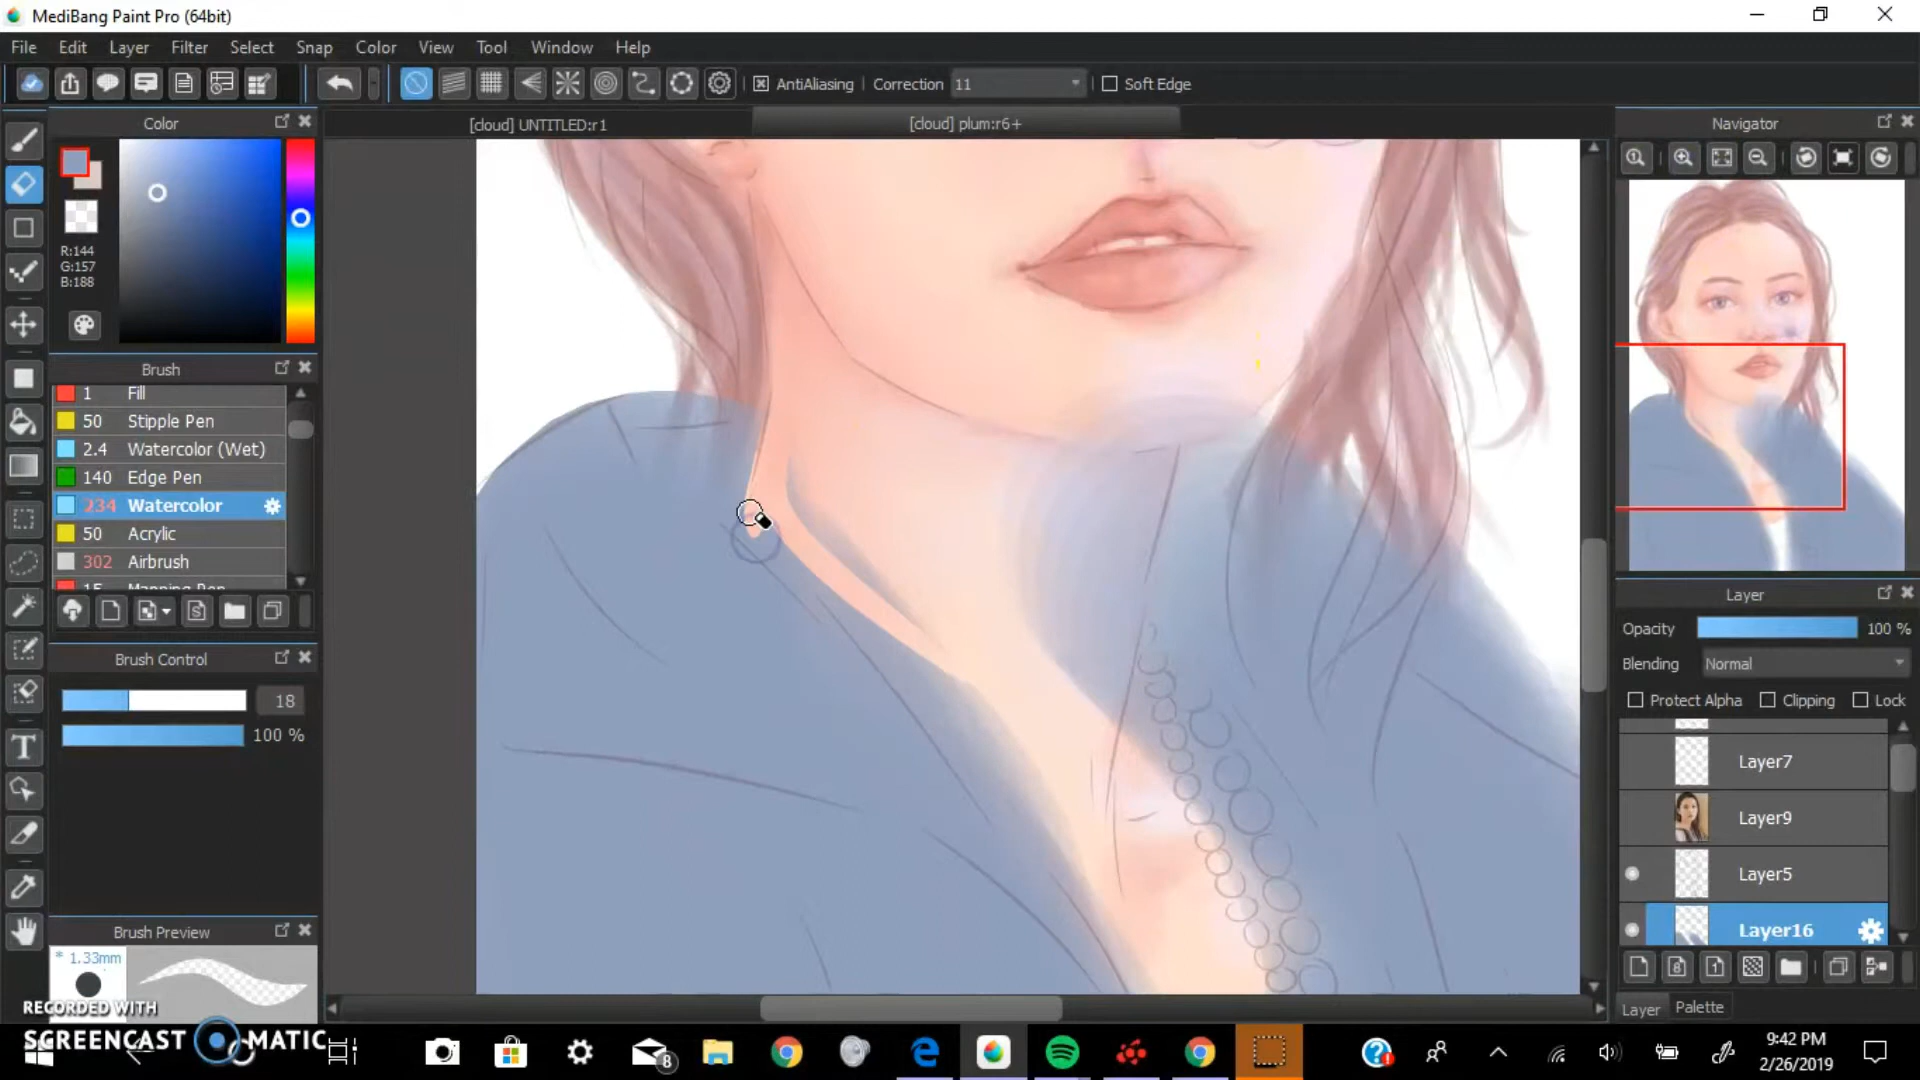 MediBang Paint Pro (64bit)
File Edit Layer Filter Select Snap Color View Tool Window Help
AntiAliasing Correction 11 Soft Edge
Color
[cloud] UNTITLED:r1
[cloud] plum:r6+
Navigator
R:144
G:157
B:188
Brush
1 Fill
50 Stipple Pen
2.4 Watercolor (Wet)
140 Edge Pen
234 Watercolor
50 Acrylic
302 Airbrush
15 Mapping Pen
Brush Control
18
100 %
Brush Preview
* 1.33mm
Layer
Opacity 100 %
Blending Normal
Protect Alpha Clipping Lock
Layer7
Layer9
Layer5
Layer16
Layer Palette
RECORDED WITH
SCREENCAST MATIC
8
9:42 PM
2/26/2019